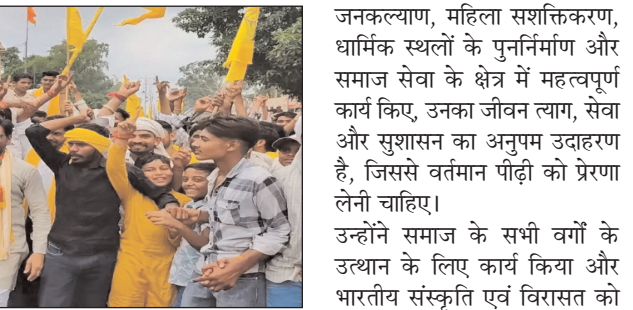 जनकल्याण, महिला सशक्तिकरण,
धार्मिक स्थलों के पुनर्निर्माण और
समाज सेवा के क्षेत्र में महत्वपूर्ण
कार्य किए, उनका जीवन त्याग, सेवा
और सुशासन का अनुपम उदाहरण
है, जिससे वर्तमान पीढ़ी को प्रेरणा
लेनी चाहिए।
उन्होंने समाज के सभी वर्गों के
उत्थान के लिए कार्य किया और
भारतीय संस्कृति एवं विरासत को